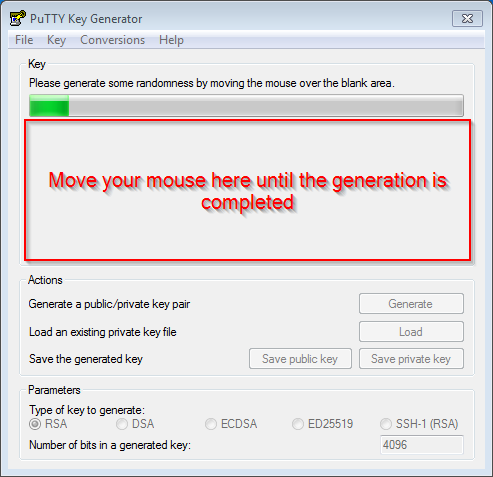 PuTTY Key Generator
File Key Conversions Help
Key
Please generate some randomness by moving the mouse over the blank area.
Move your mouse here until the generation is
completed
Actions
Generate a public/private key pair Generate
Load an existing private key file Load
Save the generated key Save public key Save private key
Parameters
Type of key to generate:
RSA DSA ECDSA ED25519 SSH-1 (RSA)
Number of bits in a generated key: 4096